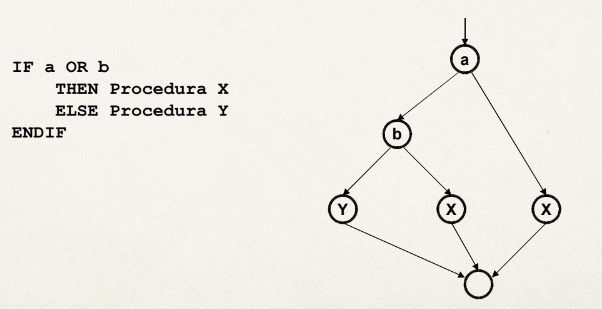 IF a OR b
THEN Procedura X
ELSE Procedura Y
ENDIF
a
b
Y
X
X